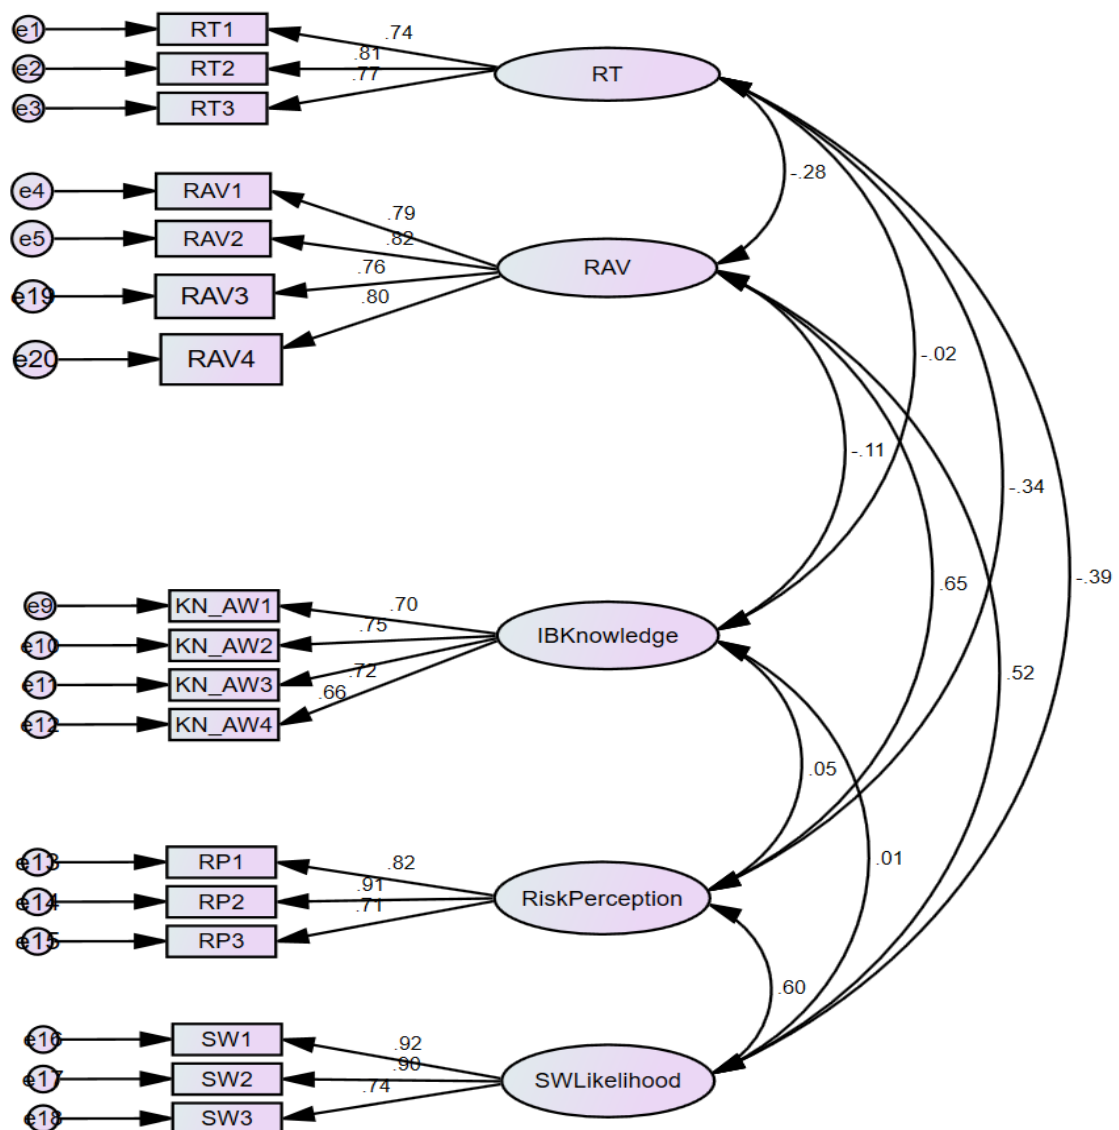 e1 RT1 .74
e2 RT2 .81 RT
e3 RT3 .77
-.28
e4 RAV1 .79
e5 RAV2 .82 RAV
e19 RAV3 .76
e20 RAV4 .80
-.02
-.11
-.34
.65
-.39
.52
e9 KN_AW1 .70
e10 KN_AW2 .75 IBKnowledge
e11 KN_AW3 .72
e12 KN_AW4 .66
.05
.01
e13 RP1 .82
e14 RP2 .91 RiskPerception
e15 RP3 .71
.60
e16 SW1 .92
e17 SW2 .90 SWLikelihood
e18 SW3 .74